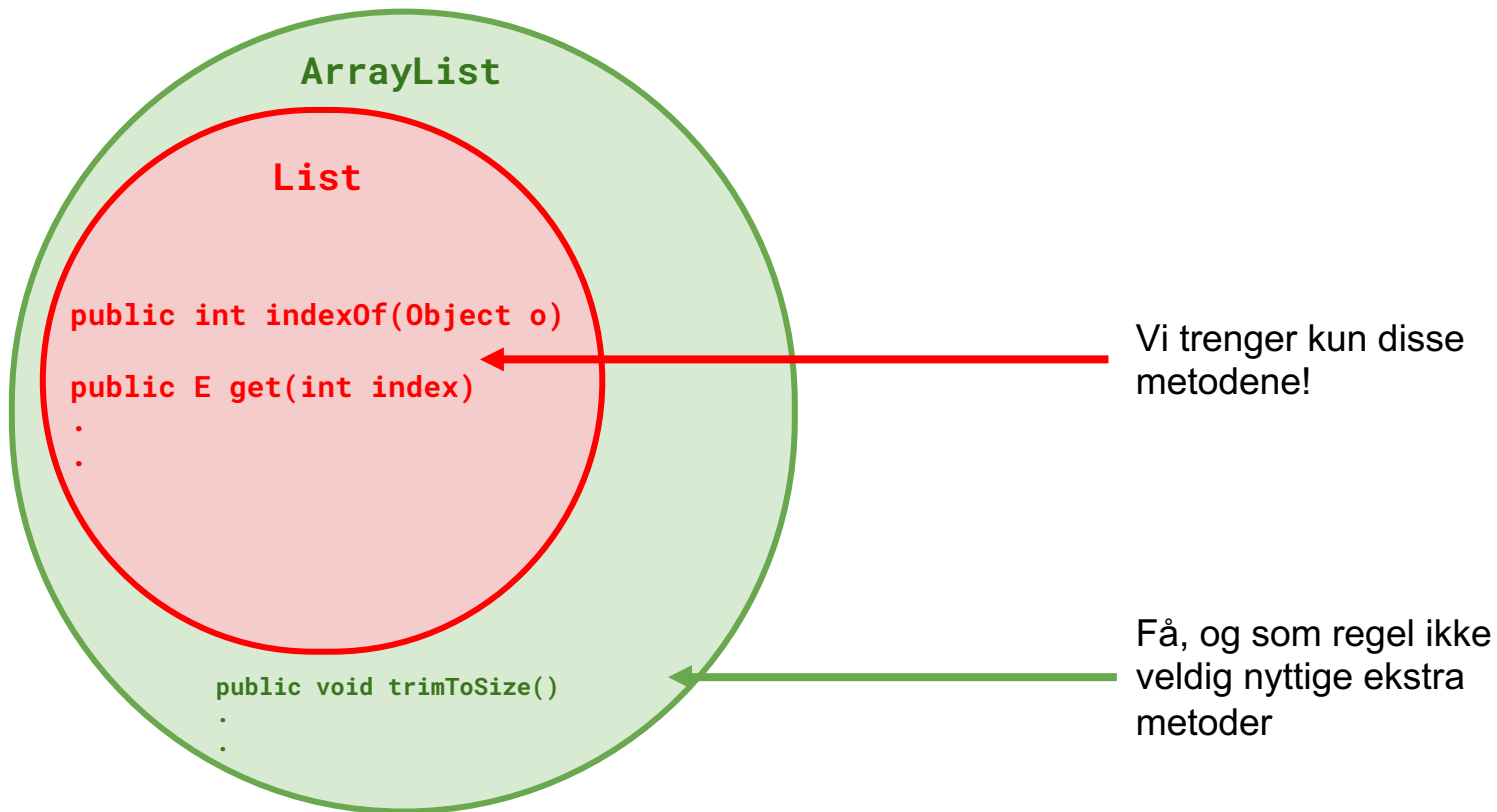 ArrayList
List
public int indexOf(Object o)
public E get(int index)
.
.
Vi trenger kun disse
metodene!
public void trimToSize()
.
.
Få, og som regel ikke
veldig nyttige ekstra
metoder